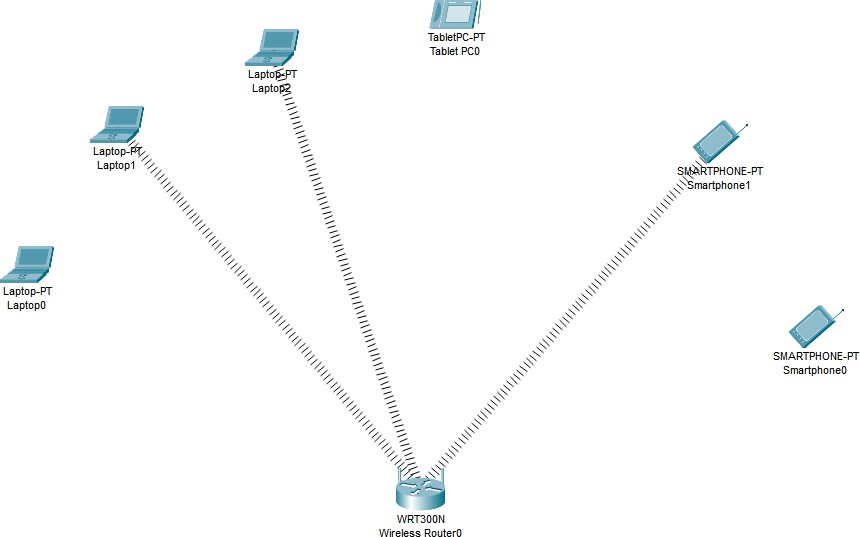 TabletPC-PT
Tablet PC0
Laptop-PT
Laptop2
Laptop-PT
Laptop1
SMARTPHONE-PT
Smartphone1
Laptop-PT
Laptop0
SMARTPHONE-PT
Smartphone0
WRT300N
Wireless Router0